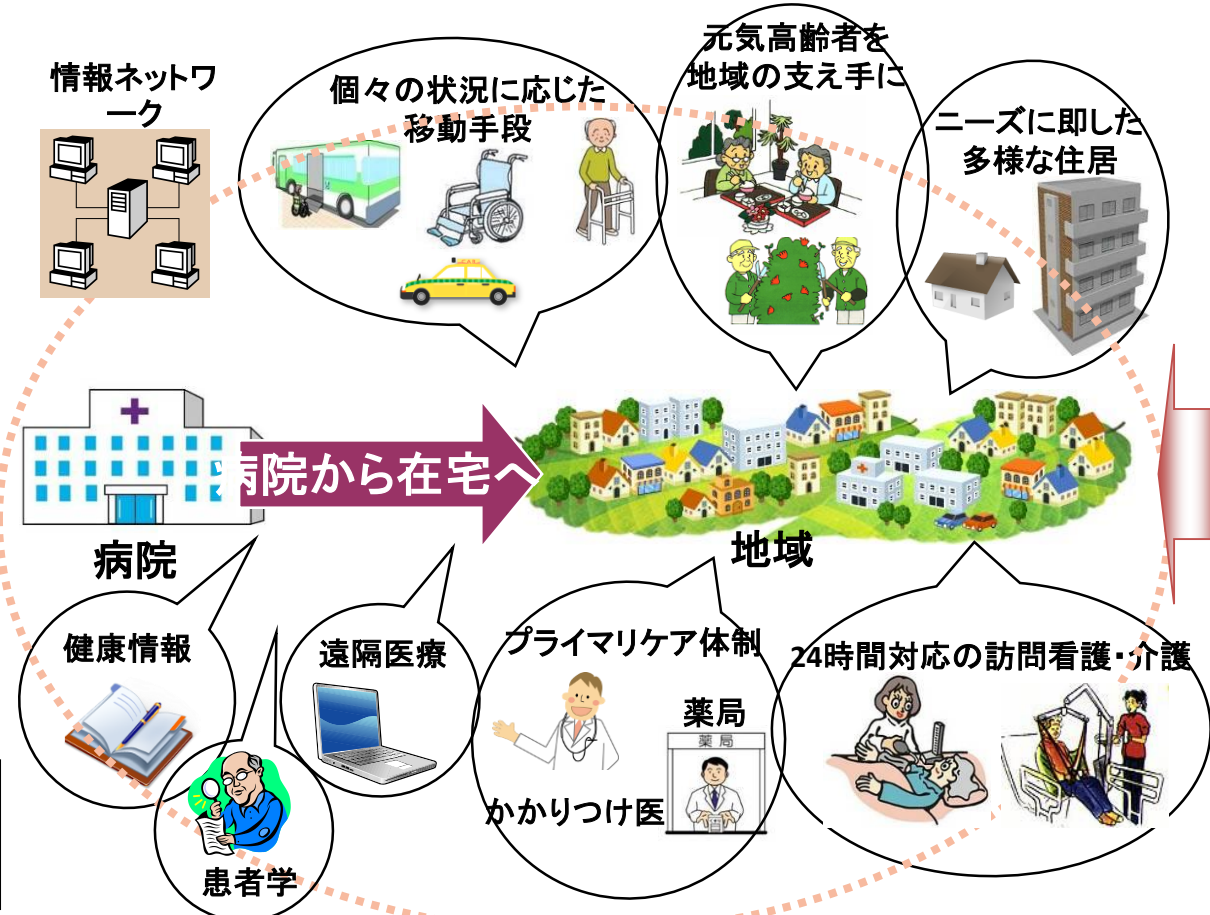 情報ネットワ
ーク
個々の状況に応じた
移動手段
元気高齢者を
地域の支え手に
ニーズに即した
多様な住居
病院から在宅へ
病院
地域
健康情報
遠隔医療
プライマリケア体制
24時間対応の訪問看護・介護
薬局
薬局
かかりつけ医
患者学